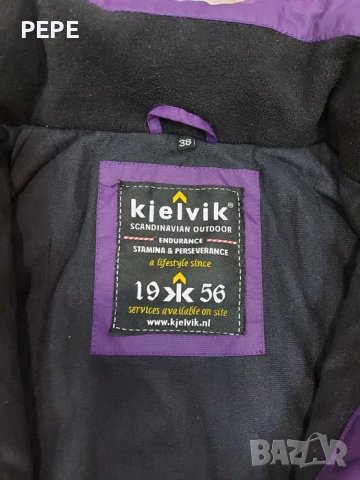 PEPE
38
kjelvik®
SCANDINAVIAN OUTDOOR
ENDURANCE
STAMINA & PERSEVERANCE
a lifestyle since
19 56
services available on site
www.kjelvik.nl
BAZAR